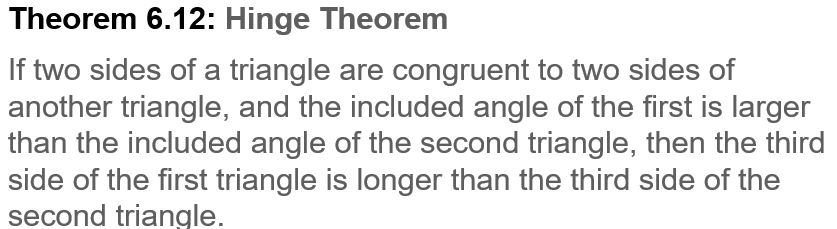 Theorem 6.12: Hinge Theorem
If two sides of a triangle are congruent to two sides of
another triangle, and the included angle of the first is larger
than the included angle of the second triangle, then the third
side of the first triangle is longer than the third side of the
second triangle.